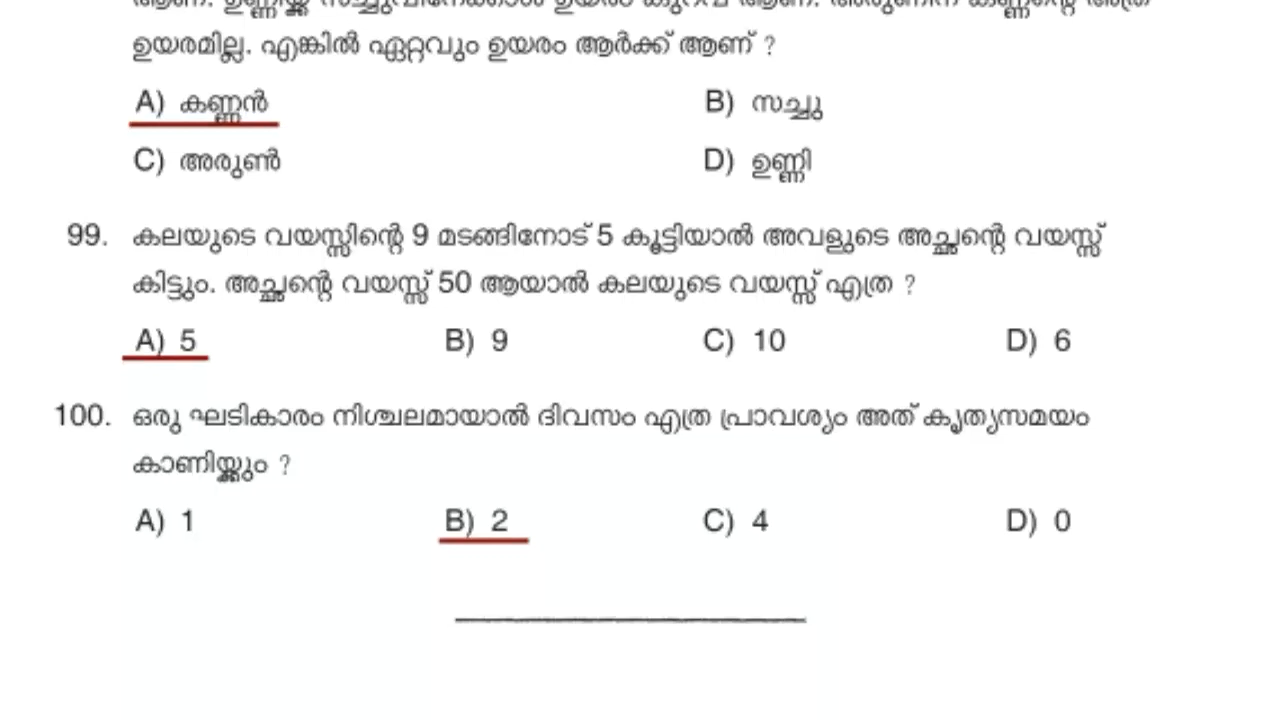 ഉയരമില്ല. എങ്കിൽ ഏറ്റവും ഉയരം ആർക്ക് ആണ് ?
A) കണ്ണൻ B) സച്ചു
C) അരുൺ D) ഉണ്ണി
99. കലയുടെ വയസ്സിന്റെ 9 മടങ്ങിനോട് 5 കൂട്ടിയാൽ അവളുടെ അച്ഛന്റെ വയസ്സ്
കിട്ടും. അച്ഛന്റെ വയസ്സ് 50 ആയാൽ കലയുടെ വയസ്സ് എത്ര ?
A) 5 B) 9 C) 10 D) 6
100. ഒരു ഘടികാരം നിശ്ചലമായാൽ ദിവസം എത്ര പ്രാവശ്യം അത് കൃത്യസമയം
കാണിയ്ക്കും ?
A) 1 B) 2 C) 4 D) 0